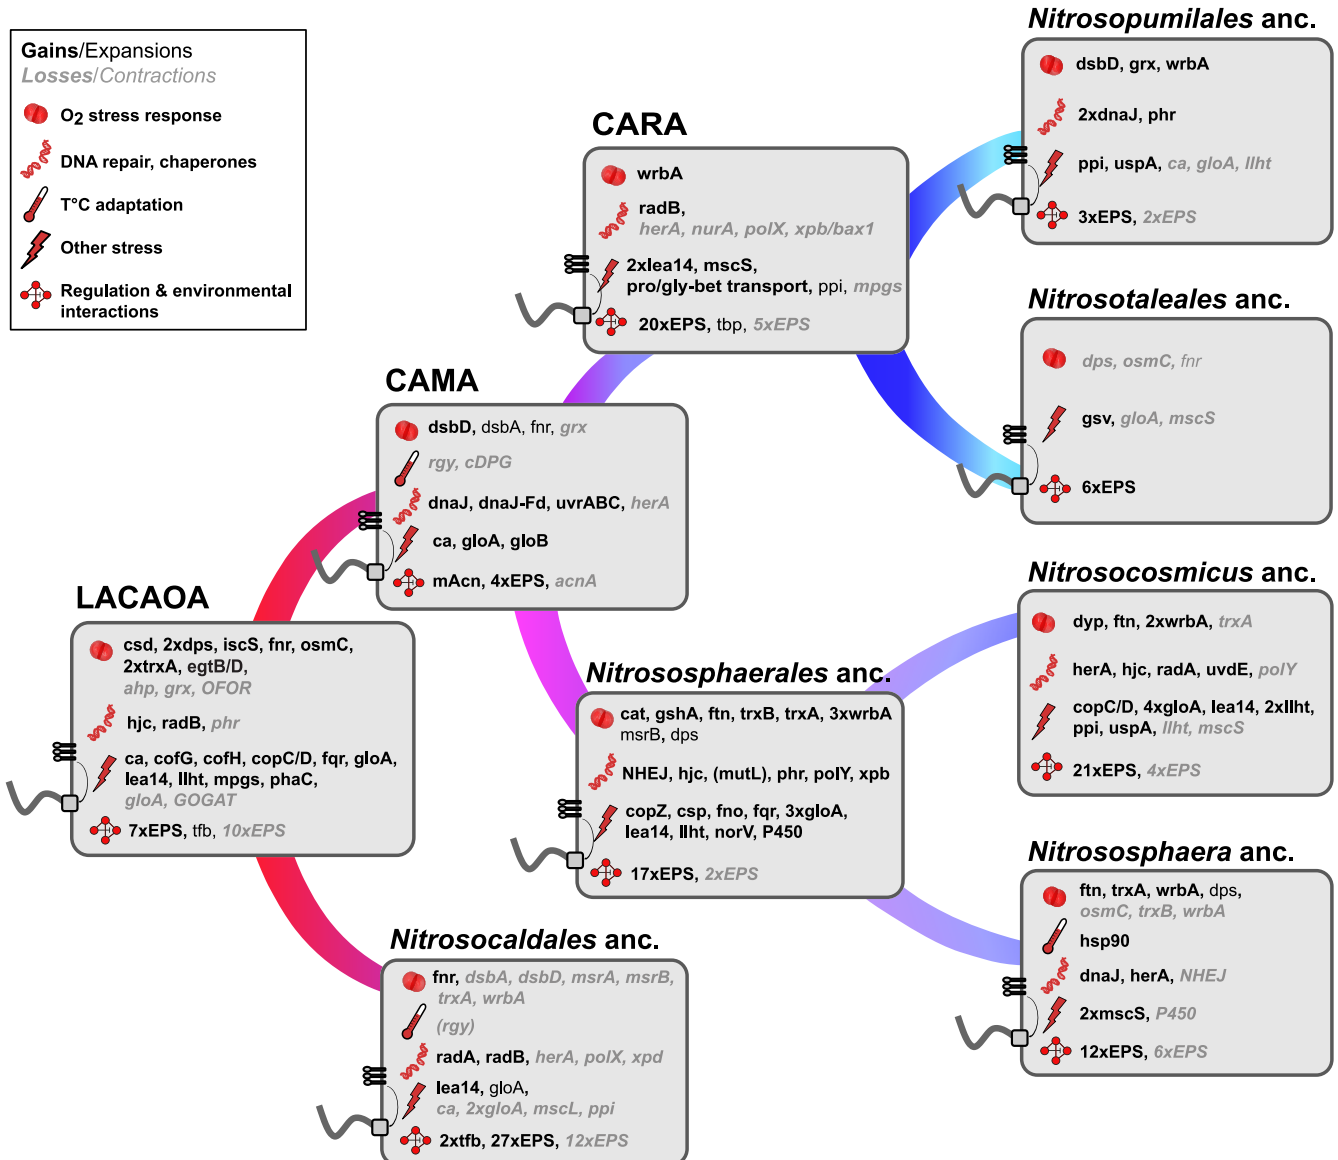 Gains/Expansions
Losses/Contractions
O2 stress response
DNA repair, chaperones
T°C adaptation
Other stress
Regulation & environmental
interactions
Nitrosopumilales anc.
dsbD, grx, wrbA
2xdnaJ, phr
ppi, uspA, ca, gloA, llht
3xEPS, 2xEPS
CARA
wrbA
radB,
herA, nurA, polX, xpb/bax1
2xlea14, mscS,
pro/gly-bet transport, ppi, mpgs
20xEPS, tbp, 5xEPS
Nitrosotaleales anc.
dps, osmC, fnr
gsv, gloA, mscS
6xEPS
CAMA
dsbD, dsbA, fnr, grx
rgy, cDPG
dnaJ, dnaJ-Fd, uvrABC, herA
ca, gloA, gloB
mAcn, 4xEPS, acnA
LACAOA
csd, 2xdps, iscS, fnr, osmC,
2xtrxA, egtB/D,
ahp, grx, OFOR
hjc, radB, phr
ca, cofG, cofH, copC/D, fqr, gloA,
lea14, llht, mpgs, phaC,
gloA, GOGAT
7xEPS, tfb, 10xEPS
Nitrosocosmicus anc.
dyp, ftn, 2xwrbA, trxA
herA, hjc, radA, uvdE, polY
copC/D, 4xgloA, lea14, 2xllht,
ppi, uspA, llht, mscS
21xEPS, 4xEPS
Nitrososphaerales anc.
cat, gshA, ftn, trxB, trxA, 3xwrbA
msrB, dps
NHEJ, hjc, (mutL), phr, polY, xpb
copZ, csp, fno, fqr, 3xgloA,
lea14, llht, norV, P450
17xEPS, 2xEPS
Nitrososphaera anc.
ftn, trxA, wrbA, dps,
osmC, trxB, wrbA
hsp90
dnaJ, herA, NHEJ
2xmscS, P450
12xEPS, 6xEPS
Nitrosocaldales anc.
fnr, dsbA, dsbD, msrA, msrB,
trxA, wrbA
(rgy)
radA, radB, herA, polX, xpd
lea14, gloA,
ca, 2xgloA, mscL, ppi
2xtfb, 27xEPS, 12xEPS